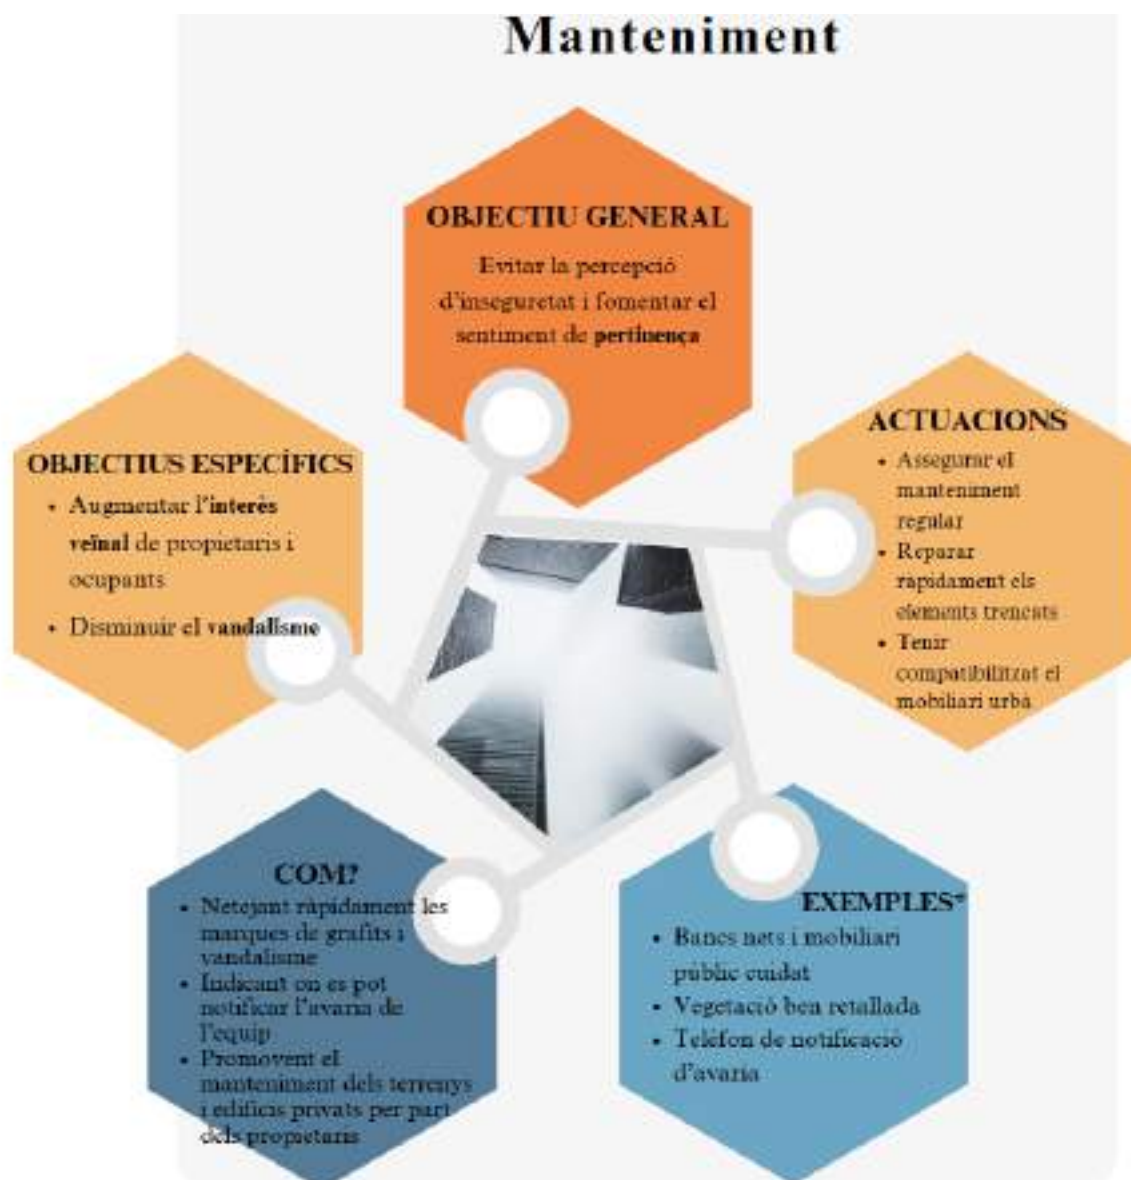 Manteniment
OBJECTIU GENERAL
Evitar la percepció
d'inseguretat i fomentar el
sentiment de pertinença
OBJECTIUS ESPECÍFICS
• Augmentar l'interès
veïnal de propietaris i
ocupants
• Disminuir el vandalisme
ACTUACIONS
• Assegurar el
manteniment
regular
• Reparar
ràpidament els
elements trencats
• Tenir
compatibilitzat el
mobiliari urbà
COM?
• Netejant ràpidament les
marques de grafits i
vandalisme
• Indicant on es pot
notificar l'avaria de
l'equip
• Promovent el
manteniment dels terrenys
i edificis privats per part
dels propietaris
EXEMPLES*
• Bancs nets i mobiliari
públic cuidat
• Vegetació ben retallada
• Telèfon de notificació
d'avaria